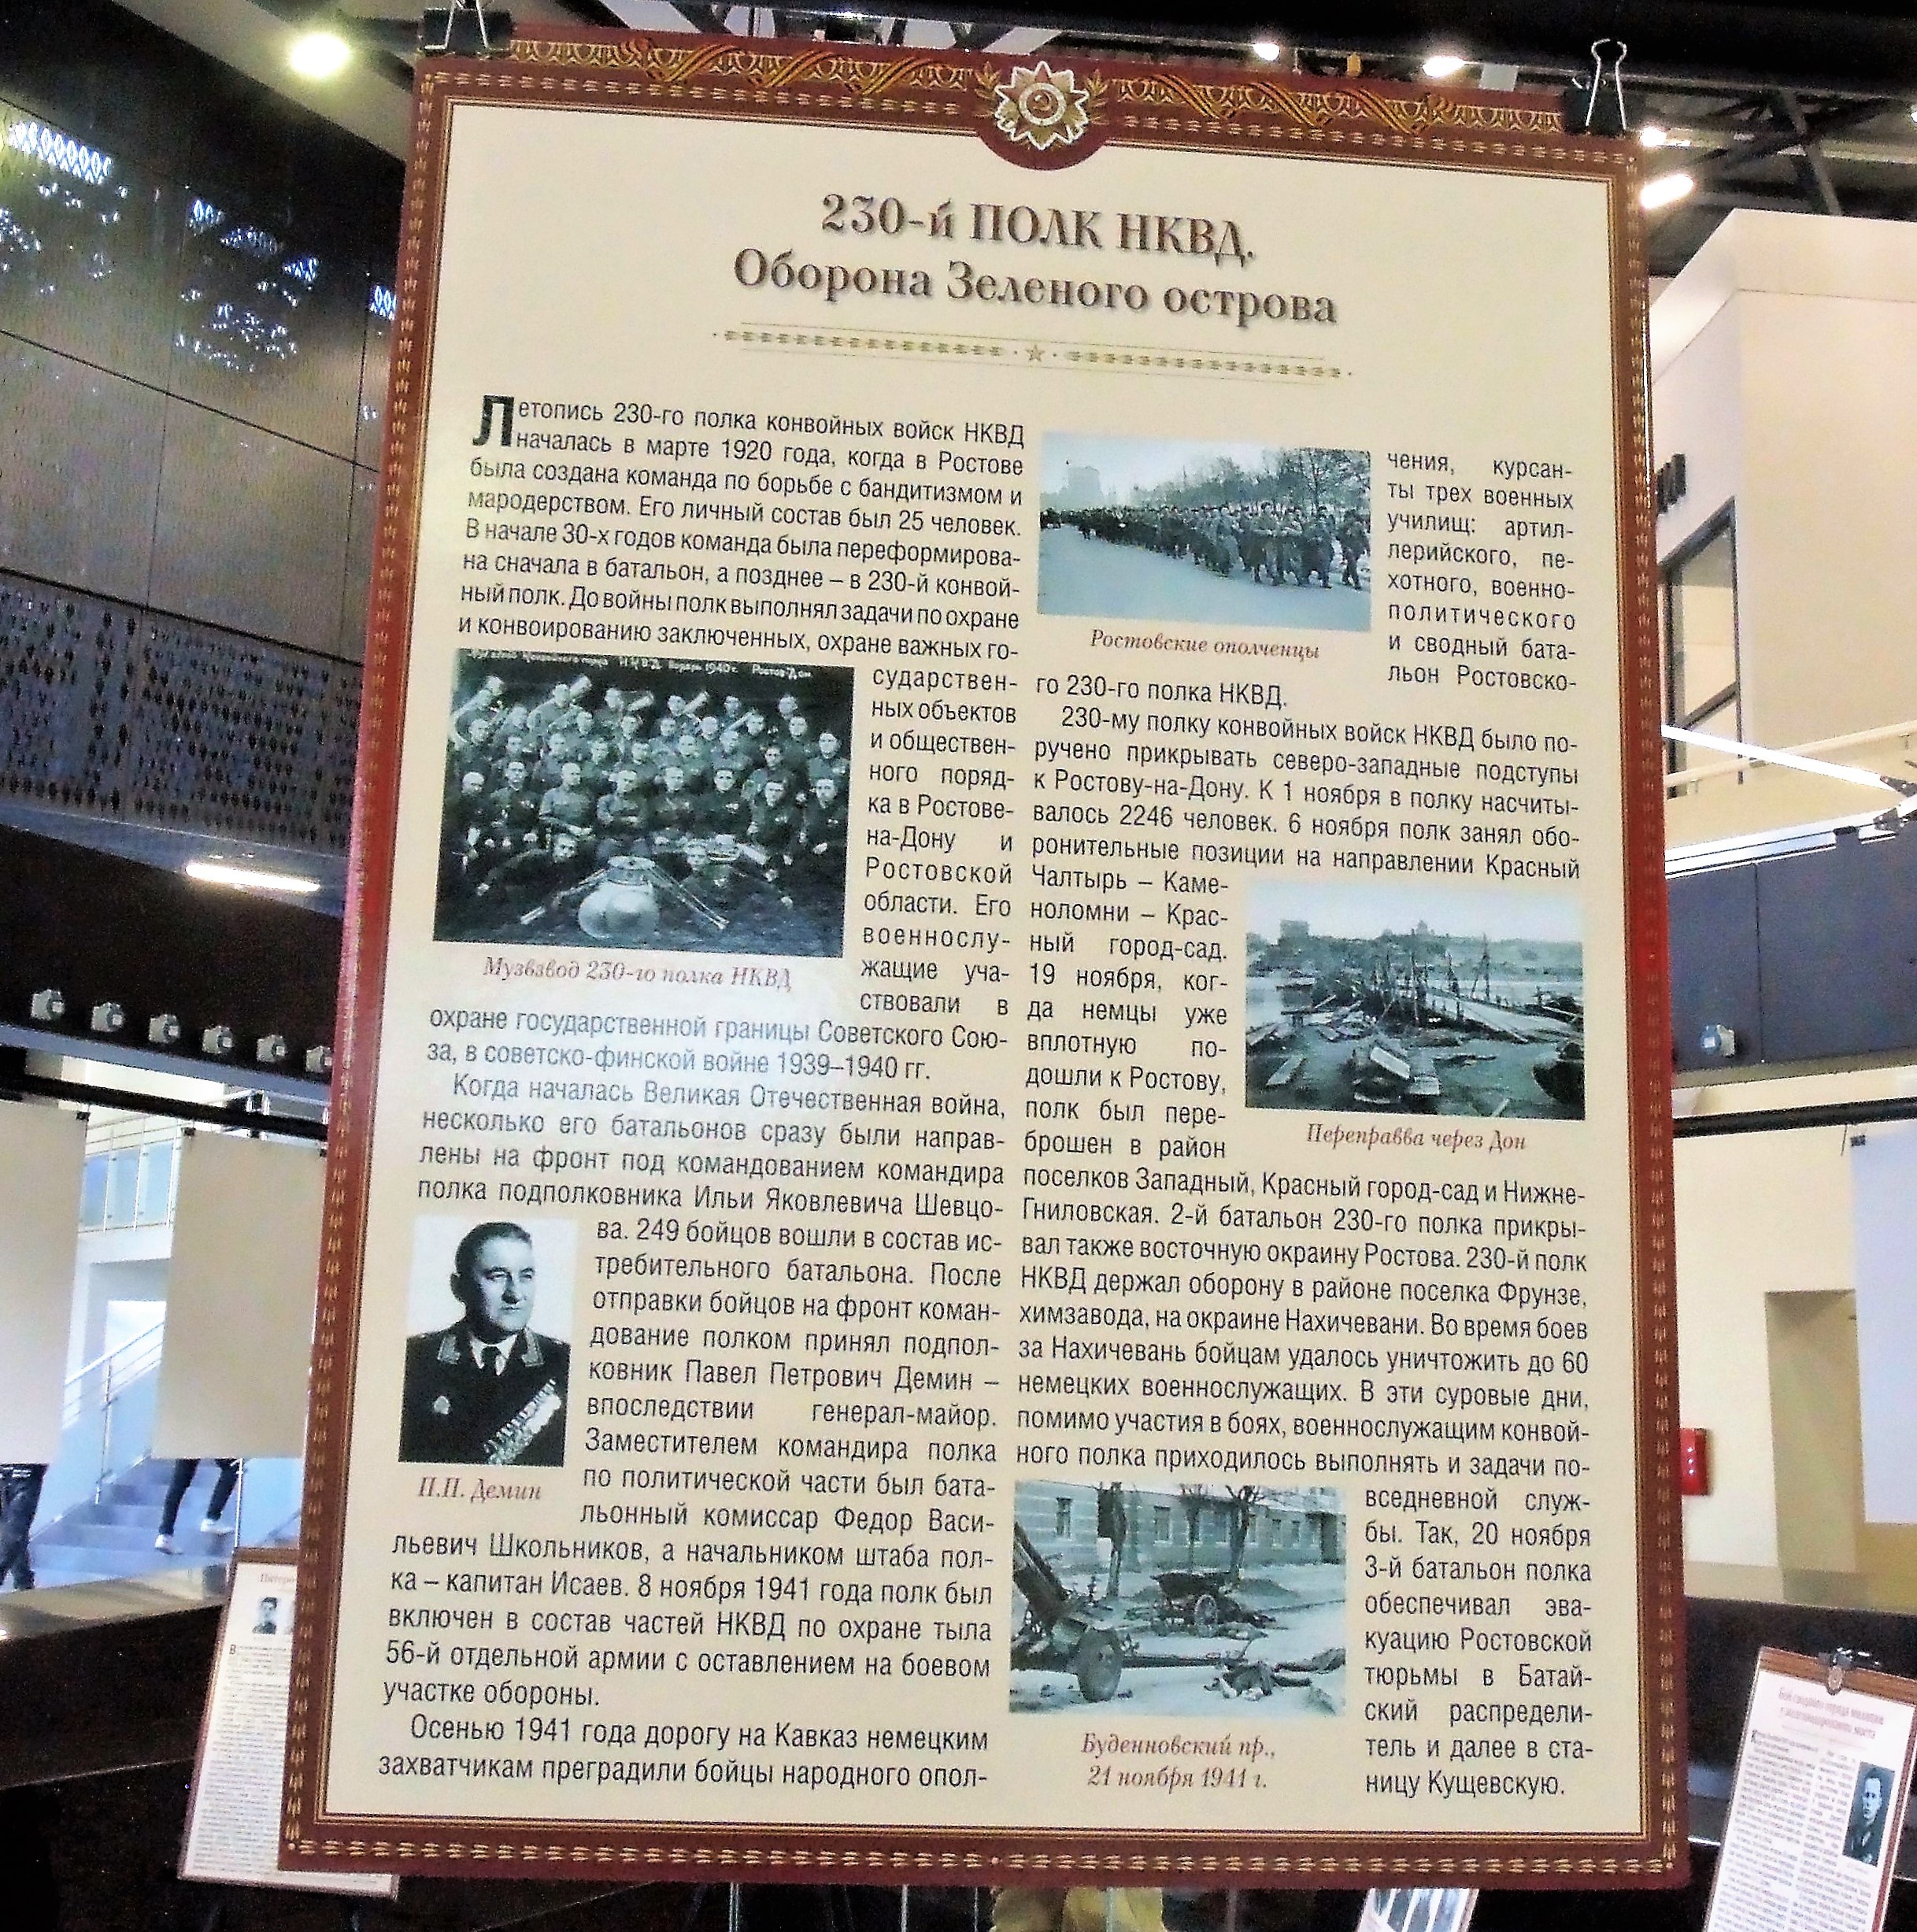 230-й ПОЛК НКВД.
Оборона Зеленого острова
Летопись 230-го полка конвойных войск НКВД
началась в марте 1920 года, когда в Ростове
была создана команда по борьбе с бандитизмом и
мародерством. Его личный состав был 25 человек.
В начале 30-х годов команда была переформирова-
на сначала в батальон, а позднее – в 230-й конвой-
ный полк. До войны полк выполнял задачи по охране
и конвоированию заключенных, охране важных го-
сударствен-
ных объектов
и обществен-
ного поряд-
ка в Ростове-
на-Дону и
Ростовской
области. Его
военнослу-
жащие уча-
ствовали в
охране государственной границы Советского Сою-
за, в советско-финской войне 1939–1940 гг.
Н.К.В.Д. Январь 1940 г. Ростов-Дон.
Музвзвод 230-го полка НКВД
Когда началась Великая Отечественная война,
несколько его батальонов сразу были направ-
лены на фронт под командованием командира
полка подполковника Ильи Яковлевича Шевцо-
ва. 249 бойцов вошли в состав ис-
требительного батальона. После
отправки бойцов на фронт коман-
дование полком принял подпол-
ковник Павел Петрович Демин –
впоследствии генерал-майор.
Заместителем командира полка
по политической части был бата-
льонный комиссар Федор Васи-
льевич Школьников, а начальником штаба пол-
ка – капитан Исаев. 8 ноября 1941 года полк был
включен в состав частей НКВД по охране тыла
56-й отдельной армии с оставлением на боевом
участке обороны.
П.П. Демин
Осенью 1941 года дорогу на Кавказ немецким
захватчикам преградили бойцы народного опол-
чения, курсан-
ты трех военных
училищ: артил-
лерийского, пе-
хотного, военно-
политического
и сводный бата-
льон Ростовско-
го 230-го полка НКВД.
Ростовские ополченцы
230-му полку конвойных войск НКВД было по-
ручено прикрывать северо-западные подступы
к Ростову-на-Дону. К 1 ноября в полку насчиты-
валось 2246 человек. 6 ноября полк занял обо-
ронительные позиции на направлении Красный
Чалтырь – Каме-
ноломни – Крас-
ный город-сад.
19 ноября, ког-
да немцы уже
вплотную по-
дошли к Ростову,
полк был пере-
брошен в район
поселков Западный, Красный город-сад и Нижне-
Гниловская. 2-й батальон 230-го полка прикры-
вал также восточную окраину Ростова. 230-й полк
НКВД держал оборону в районе поселка Фрунзе,
химзавода, на окраине Нахичевани. Во время боев
за Нахичевань бойцам удалось уничтожить до 60
немецких военнослужащих. В эти суровые дни,
помимо участия в боях, военнослужащим конвой-
ного полка приходилось выполнять и задачи по-
вседневной служ-
бы. Так, 20 ноября
3-й батальон полка
обеспечивал эва-
куацию Ростовской
тюрьмы в Батай-
ский распредели-
тель и далее в ста-
ницу Кущевскую.
Переправва через Дон
Буденновский пр.,
21 ноября 1941 г.